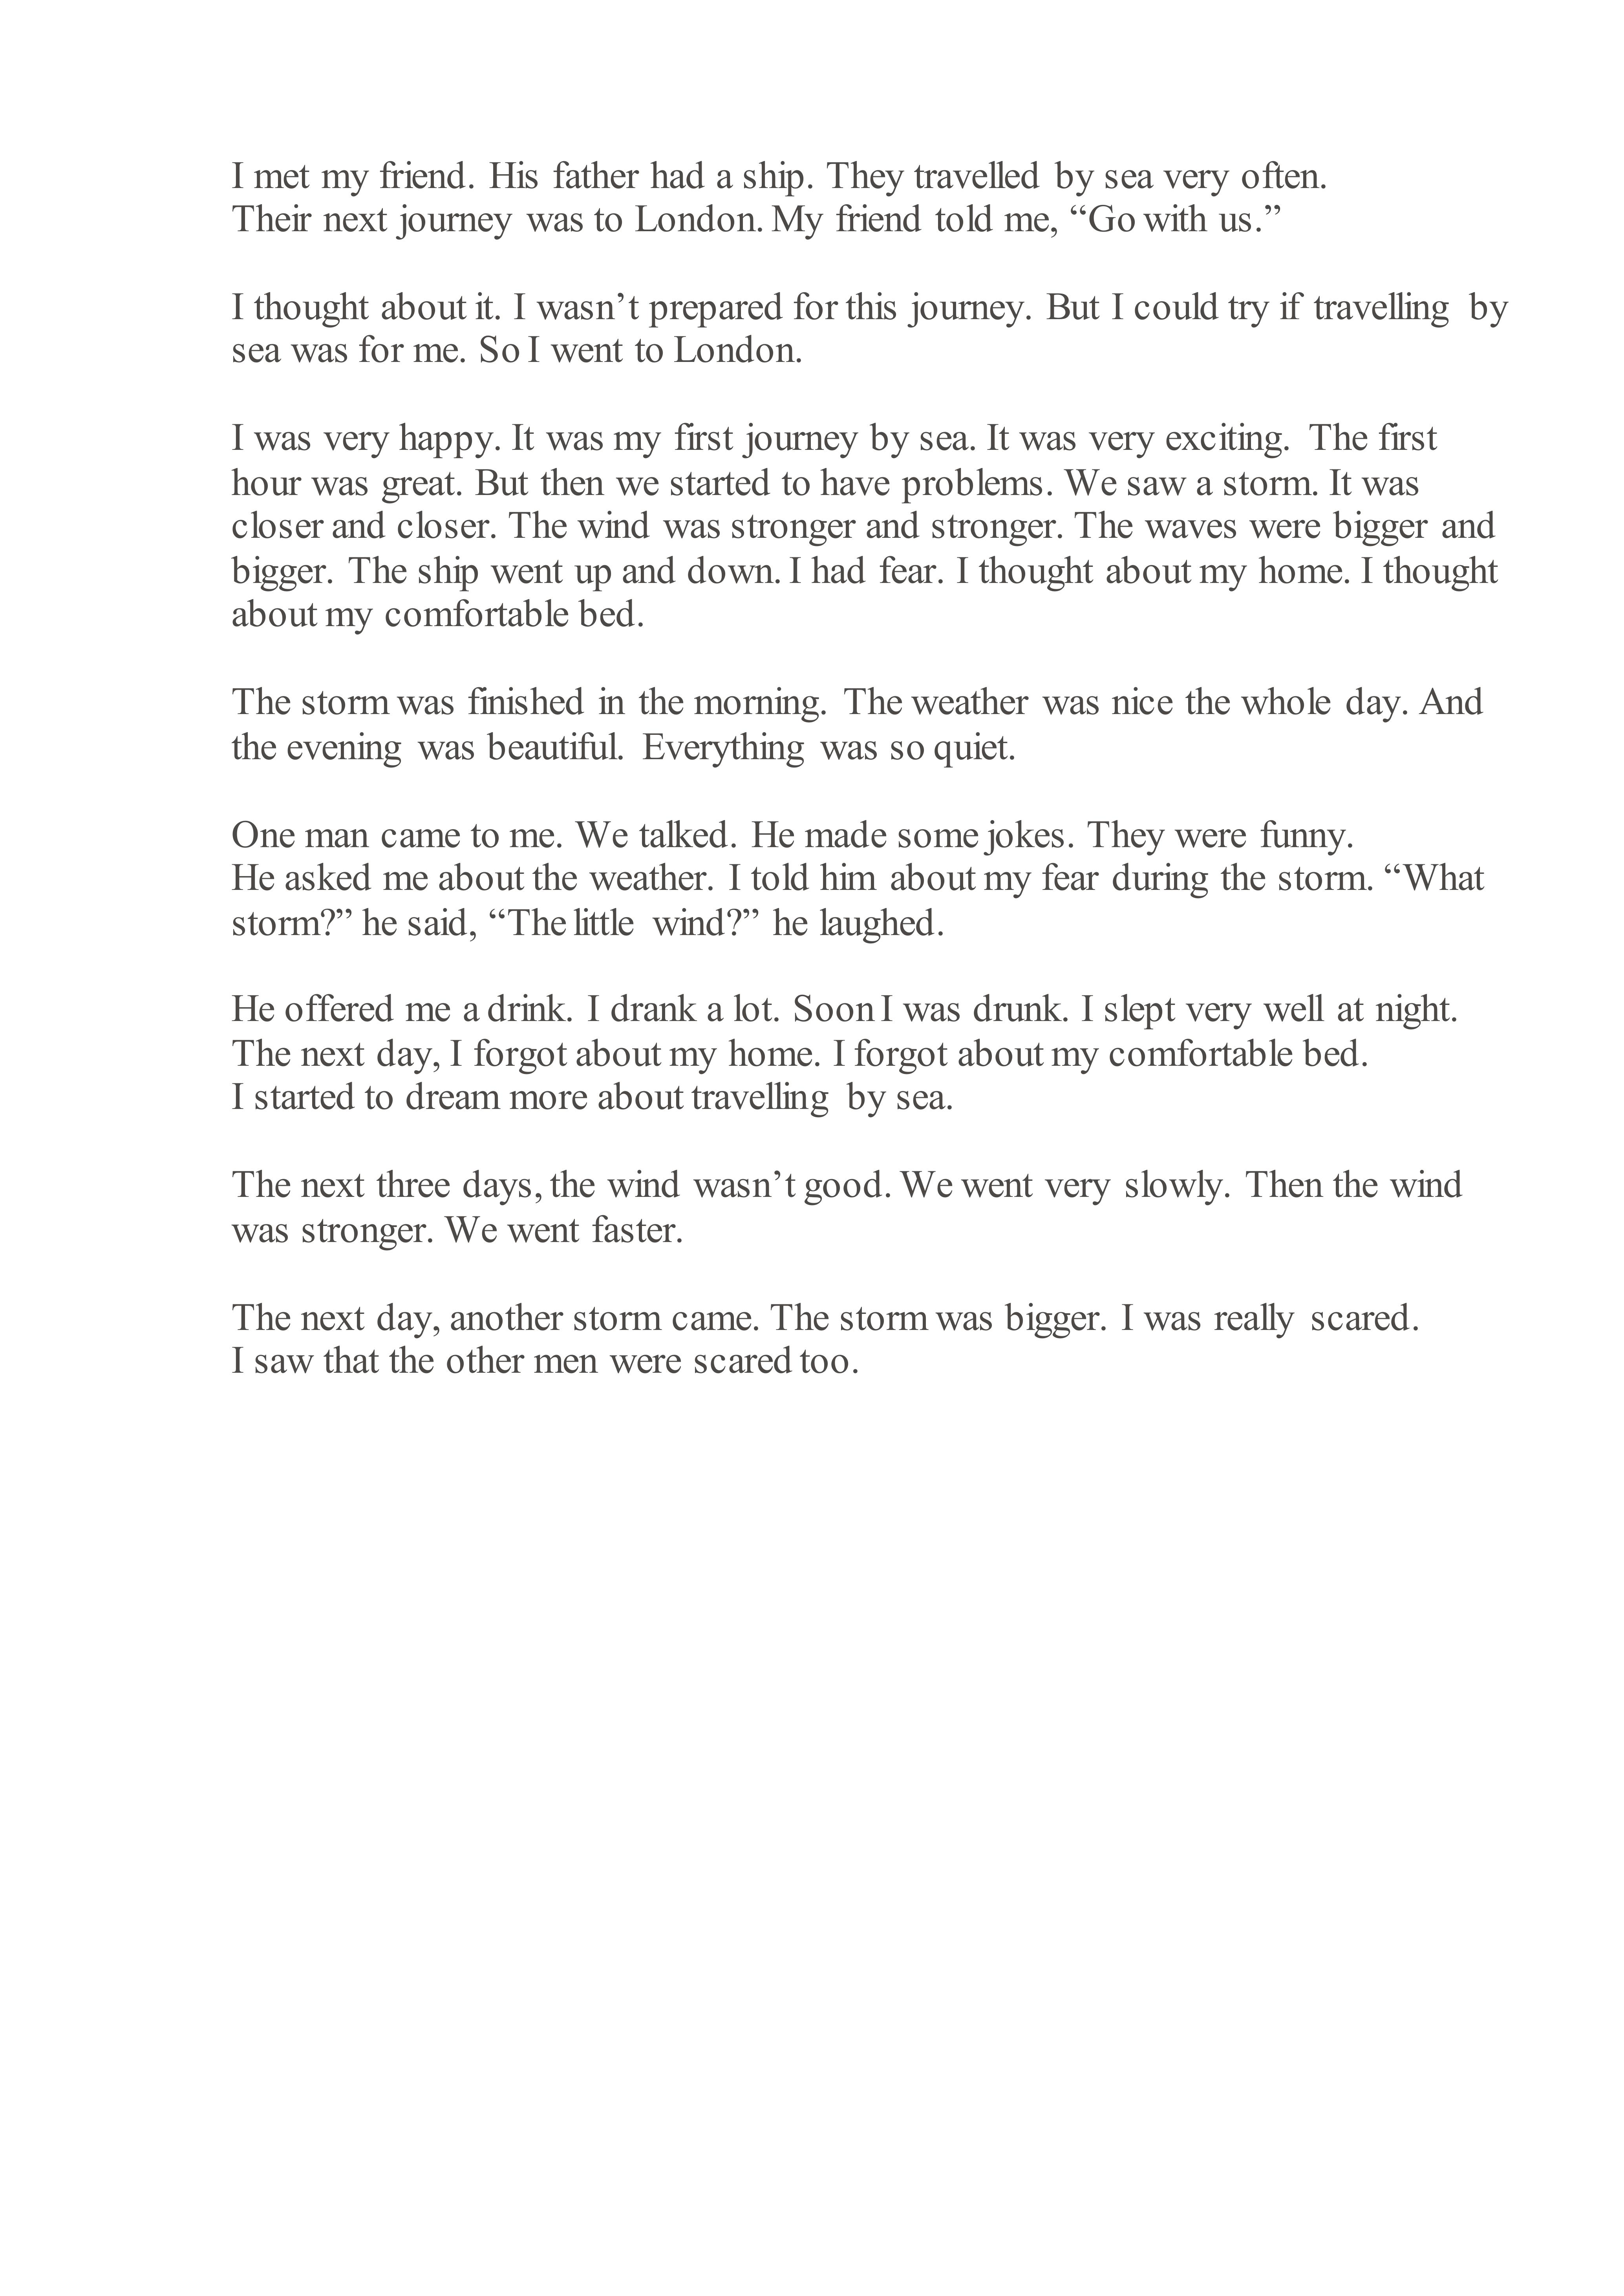 I met my friend. His father had a ship. They travelled by sea very often.
Their next journey was to London. My friend told me, “Go with us.”
I thought about it. I wasn’t prepared for this journey. But I could try if travelling by
sea was for me. So I went to London.
I was very happy. It was my first journey by sea. It was very exciting. The first
hour was great. But then we started to have problems. We saw a storm. It was
closer and closer. The wind was stronger and stronger. The waves were bigger and
bigger. The ship went up and down. I had fear. I thought about my home. I thought
about my comfortable bed.
The storm was finished in the morning. The weather was nice the whole day. And
the evening was beautiful. Everything was so quiet.
One man came to me. We talked. He made some jokes. They were funny.
He asked me about the weather. I told him about my fear during the storm. “What
storm?” he said, “The little wind?” he laughed.
He offered me a drink. I drank a lot. Soon I was drunk. I slept very well at night.
The next day, I forgot about my home. I forgot about my comfortable bed.
I started to dream more about travelling by sea.
The next three days, the wind wasn’t good. We went very slowly. Then the wind
was stronger. We went faster.
The next day, another storm came. The storm was bigger. I was really scared.
I saw that the other men were scared too.